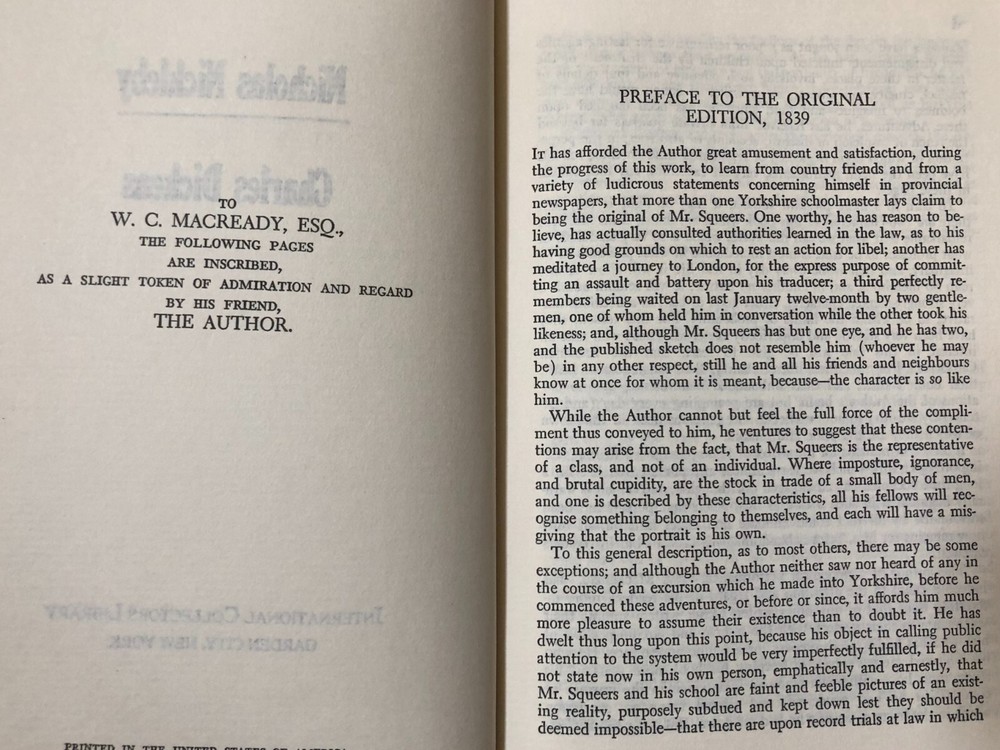 Nicholas Nickleby
Charles Dickens
TO
W. C. MACREADY, ESQ.,
THE FOLLOWING PAGES
ARE INSCRIBED,
AS A SLIGHT TOKEN OF ADMIRATION AND REGARD
BY HIS FRIEND,
THE AUTHOR.
INTERNATIONAL COLLECTORS LIBRARY
GARDEN CITY, NEW YORK
PRINTED IN THE UNITED STATES OF AMERICA
PREFACE TO THE ORIGINAL
EDITION, 1839
IT has afforded the Author great amusement and satisfaction, during
the progress of this work, to learn from country friends and from a
variety of ludicrous statements concerning himself in provincial
newspapers, that more than one Yorkshire schoolmaster lays claim to
being the original of Mr. Squeers. One worthy, he has reason to be-
lieve, has actually consulted authorities learned in the law, as to his
having good grounds on which to rest an action for libel; another has
meditated a journey to London, for the express purpose of commit-
ting an assault and battery upon his traducer; a third perfectly re-
members being waited on last January twelve-month by two gentle-
men, one of whom held him in conversation while the other took his
likeness; and, although Mr. Squeers has but one eye, and he has two,
and the published sketch does not resemble him (whoever he may
be) in any other respect, still he and all his friends and neighbours
know at once for whom it is meant, because—the character is so like
him.
While the Author cannot but feel the full force of the compli-
ment thus conveyed to him, he ventures to suggest that these conten-
tions may arise from the fact, that Mr. Squeers is the representative
of a class, and not of an individual. Where imposture, ignorance,
and brutal cupidity, are the stock in trade of a small body of men,
and one is described by these characteristics, all his fellows will rec-
ognise something belonging to themselves, and each will have a mis-
giving that the portrait is his own.
To this general description, as to most others, there may be some
exceptions; and although the Author neither saw nor heard of any in
the course of an excursion which he made into Yorkshire, before he
commenced these adventures, or before or since, it affords him much
more pleasure to assume their existence than to doubt it. He has
dwelt thus long upon this point, because his object in calling public
attention to the system would be very imperfectly fulfilled, if he did
not state now in his own person, emphatically and earnestly, that
Mr. Squeers and his school are faint and feeble pictures of an exist-
ing reality, purposely subdued and kept down lest they should be
deemed impossible—that there are upon record trials at law in which